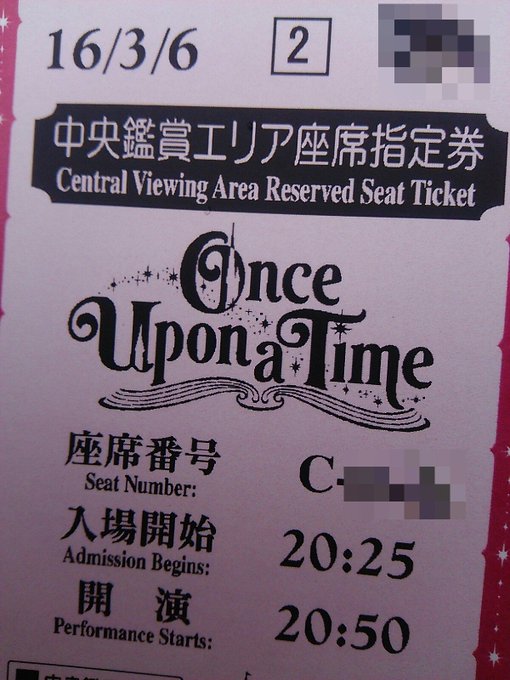 16/3/6 2
中央鑑賞エリア座席指定券
Central Viewing Area Reserved Seat Ticket
Once
Upon a Time
座席番号 C-
Seat Number:
入場開始 20:25
Admission Begins:
開 演 20:50
Performance Starts: